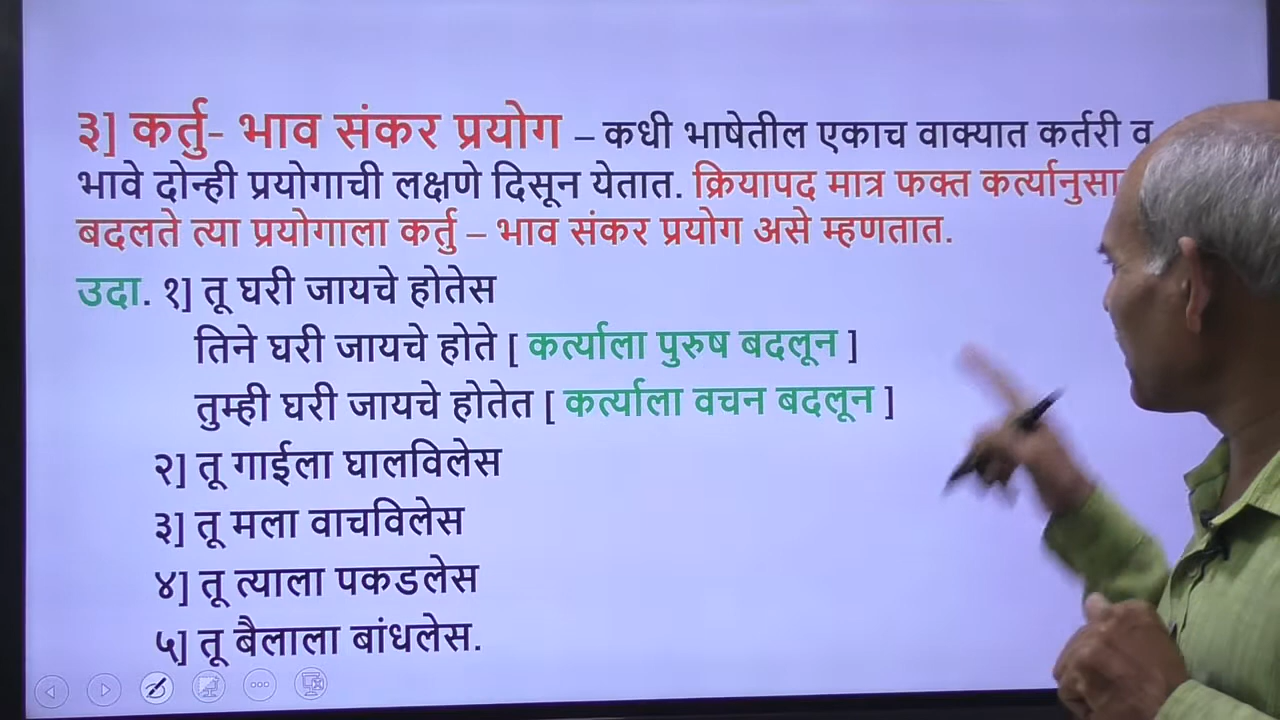 ३] कर्तु- भाव संकर प्रयोग – कधी भाषेतील एकाच वाक्यात कर्तरी व
भावे दोन्ही प्रयोगाची लक्षणे दिसून येतात. क्रियापद मात्र फक्त
बदलते त्या प्रयोगाला कर्तु – भाव संकर प्रयोग असे म्हणतात.
उदा. १] तू घरी जायचे होतेस
तिने घरी जायचे होते [ कर्त्याला पुरुष बदलून ]
तुम्ही घरी जायचे होतेत [ कर्त्याला वचन बदलून ]
२] तू गाईला घालविलेस
३] तू मला वाचविलेस
४] तू त्याला पकडलेस
५] तू बैलाला बांधलेस.